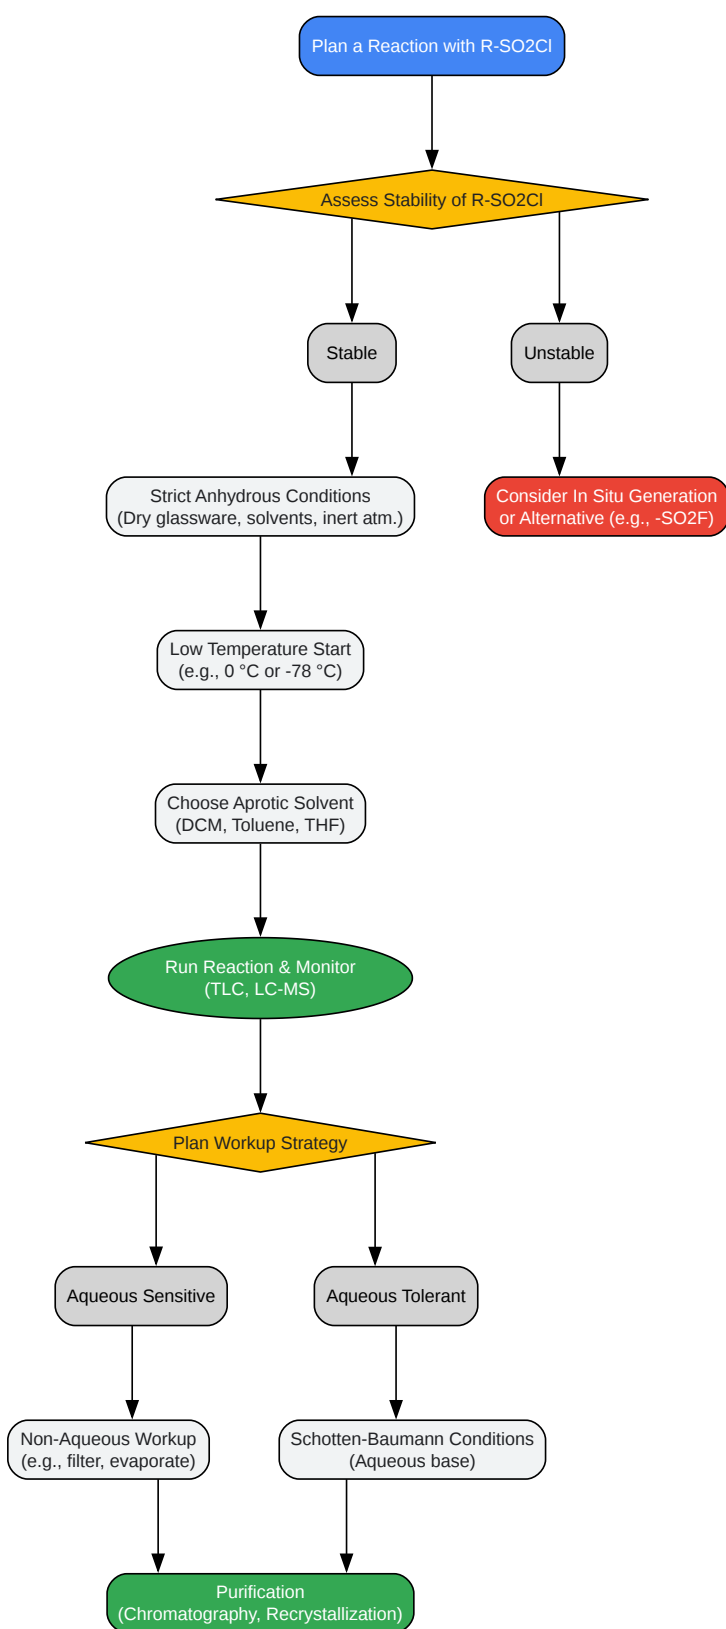 Plan a Reaction with R-SO2Cl
Assess Stability of R-SO2Cl
Stable
Unstable
Strict Anhydrous Conditions
(Dry glassware, solvents, inert atm.)
Consider In Situ Generation
or Alternative (e.g., -SO2F)
Low Temperature Start
(e.g., 0 °C or -78 °C)
Choose Aprotic Solvent
(DCM, Toluene, THF)
Run Reaction & Monitor
(TLC, LC-MS)
Plan Workup Strategy
Aqueous Sensitive
Aqueous Tolerant
Non-Aqueous Workup
(e.g., filter, evaporate)
Schotten-Baumann Conditions
(Aqueous base)
Purification
(Chromatography, Recrystallization)